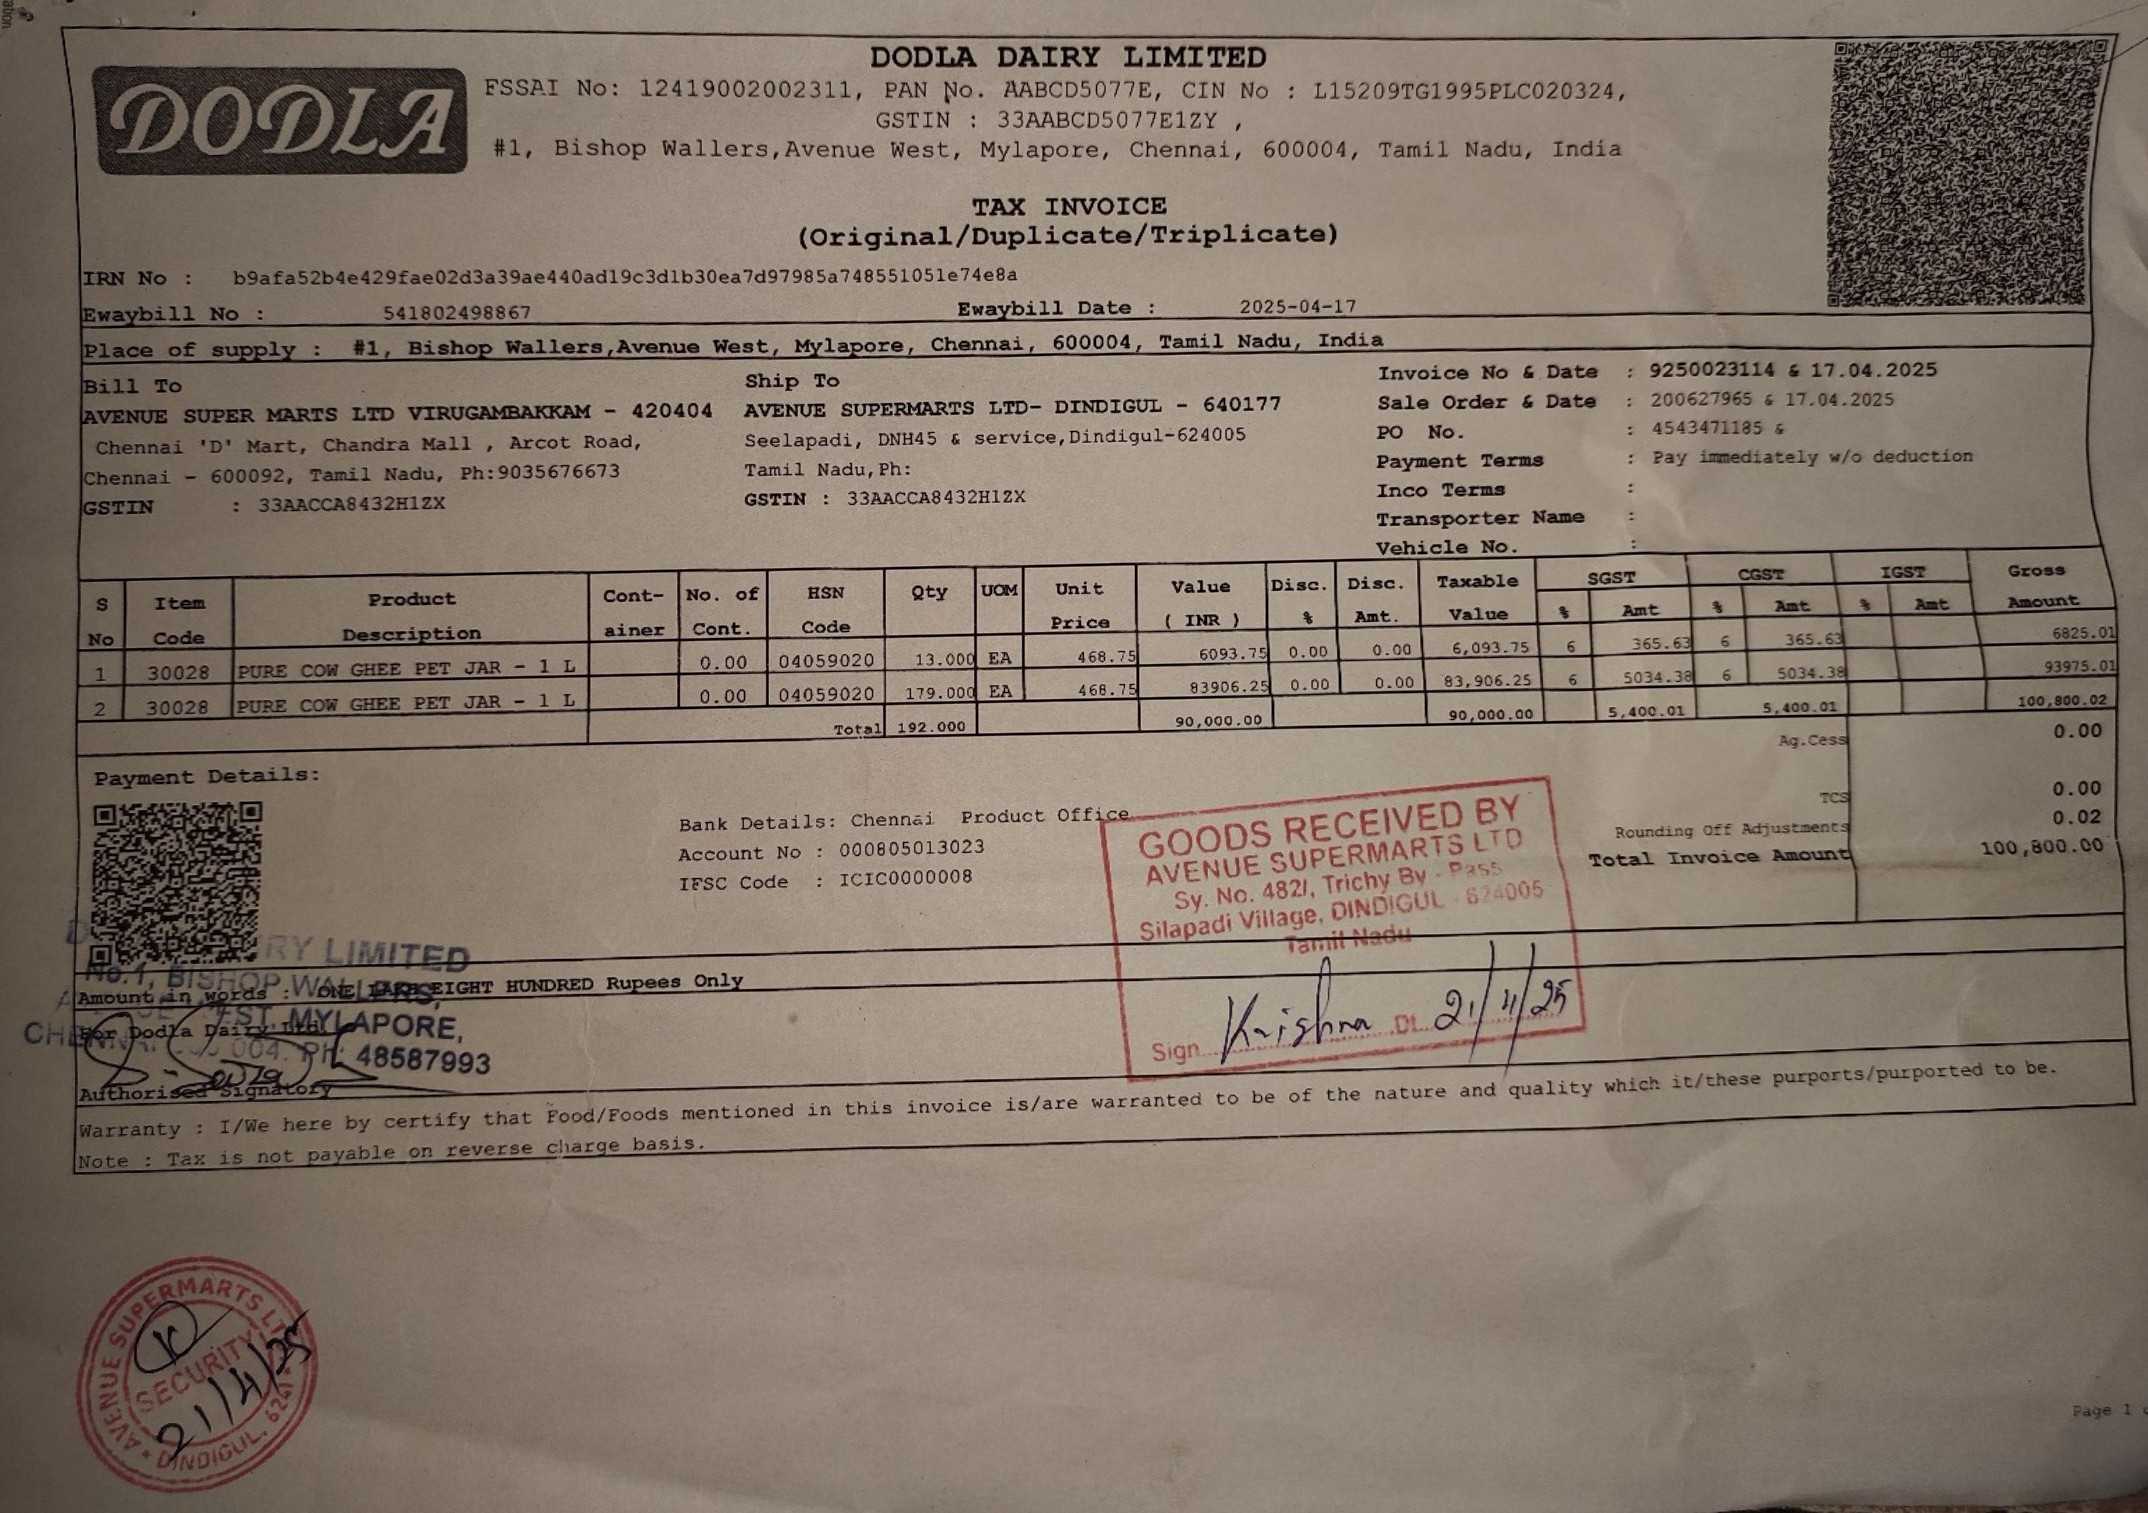 DODLA
DODLA DAIRY LIMITED
FSSAI No: 12419002002311, PAN No. AABCD5077E, CIN No : L15209TG1995PLC020324,
GSTIN : 33AABCD5077E1ZY ,
#1, Bishop Wallers,Avenue West, Mylapore, Chennai, 600004, Tamil Nadu, India
TAX INVOICE
(Original/Duplicate/Triplicate)
IRN No : b9afa52b4e429fae02d3a39ae440ad19c3d1b30ea7d97985a748551051e74e8a
Ewaybill No : 541802498867 Ewaybill Date : 2025-04-17
Place of supply : #1, Bishop Wallers,Avenue West, Mylapore, Chennai, 600004, Tamil Nadu, India
Bill To
AVENUE SUPER MARTS LTD VIRUGAMBAKKAM - 420404
Chennai 'D' Mart, Chandra Mall , Arcot Road,
Chennai - 600092, Tamil Nadu, Ph:9035676673
GSTIN : 33AACCA8432H1ZX
Ship To
AVENUE SUPERMARTS LTD- DINDIGUL - 640177
Seelapadi, DNH45 & service,Dindigul-624005
Tamil Nadu,Ph:
GSTIN : 33AACCA8432H1ZX
Invoice No & Date : 9250023114 & 17.04.2025
Sale Order & Date : 200627965 & 17.04.2025
PO No. : 4543471185 &
Payment Terms : Pay immediately w/o deduction
Inco Terms :
Transporter Name :
Vehicle No. :
S No Item Code Product Description Cont-ainer No. of Cont. HSN Code Qty UOM Unit Price Value ( INR ) Disc. % Disc. Amt. Taxable Value SGST % Amt CGST % Amt IGST % Amt Gross Amount
1 30028 PURE COW GHEE PET JAR - 1 L 0.00 04059020 13.000 EA 468.75 6093.75 0.00 0.00 6,093.75 6 365.63 6 365.63 6825.01
2 30028 PURE COW GHEE PET JAR - 1 L 0.00 04059020 179.000 EA 468.75 83906.25 0.00 0.00 83,906.25 6 5034.38 6 5034.38 93975.01
Total 192.000 90,000.00 90,000.00 5,400.01 5,400.01 100,800.02
Ag.Cess 0.00
TCS 0.00
Rounding Off Adjustments 0.02
Total Invoice Amount 100,800.00
Payment Details:
Bank Details: Chennai Product Office
Account No : 000805013023
IFSC Code : ICIC0000008
GOODS RECEIVED BY
AVENUE SUPERMARTS LTD
Sy. No. 482/, Trichy By - Pass
Silapadi Village, DINDIGUL - 624005
Tamil Nadu
Sign Krishna Dt. 21/4/25
RY LIMITED
No.1, BISHOP WALLERS,
MYLAPORE,
48587993
Amount in words : ONE LAKH EIGHT HUNDRED Rupees Only
For Dodla Dairy Ltd
Authorised Signatory
Warranty : I/We here by certify that Food/Foods mentioned in this invoice is/are warranted to be of the nature and quality which it/these purports/purported to be.
Note : Tax is not payable on reverse charge basis.
AVENUE SUPERMARTS LTD
SECURITY
21/4/25
DINDIGUL
Page 1